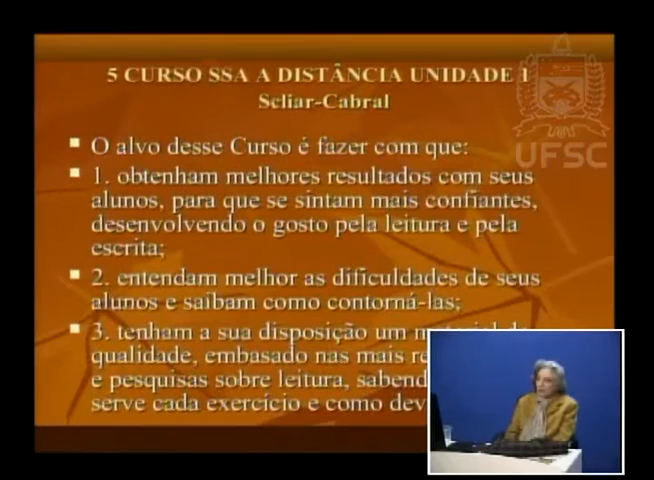 5 CURSO SSA A DISTÂNCIA UNIDADE I
Scliar-Cabral
UFSC
O alvo desse Curso é fazer com que:
1. obtenham melhores resultados com seus
alunos, para que se sintam mais confiantes,
desenvolvendo o gosto pela leitura e pela
escrita;
2. entendam melhor as dificuldades de seus
alunos e saibam como contorná-las;
3. tenham a sua disposição um
qualidade, embasado nas mais
e pesquisas sobre leitura,
serve cada exercício e como